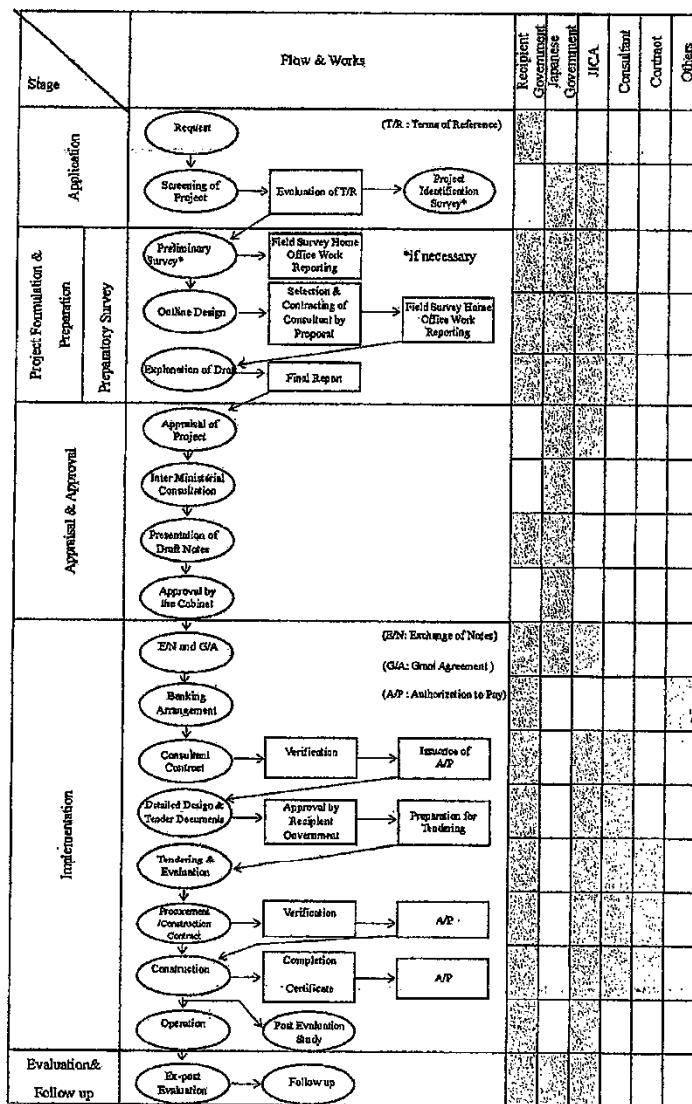 Stage
Flow & Works
Recipient
Government
Japanese
Government
JICA
Consultant
Contract
Others
Application
Request
(T/R : Terms of Reference)
Screening of
Project
Evaluation of T/R
Project
Identification
Survey*
Project Formulation &
Preparation
Preparatory Survey
Preliminary
Survey*
Field Survey Home
Office Work
Reporting
*if necessary
Outline Design
Selection &
Contracting of
Consultant by
Proposal
Field Survey Home
Office Work
Reporting
Explanation of Draft
Final Report
Appraisal & Approval
Appraisal of
Project
Inter Ministerial
Consultation
Presentation of
Draft Notes
Approval by
the Cabinet
Implementation
E/N and G/A
(E/N: Exchange of Notes)
(G/A: Grant Agreement )
(A/P : Authorization to Pay)
Banking
Arrangement
Consultant
Contract
Verification
Issuance of
A/P
Detailed Design &
Tender Documents
Approval by
Recipient
Government
Preparation for
Tendering
Tendering &
Evaluation
Procurement
/Construction
Contract
Verification
A/P
Construction
Completion
Certificate
A/P
Operation
Post Evaluation
Study
Evaluation&
Follow up
Ex-post
Evaluation
Follow up